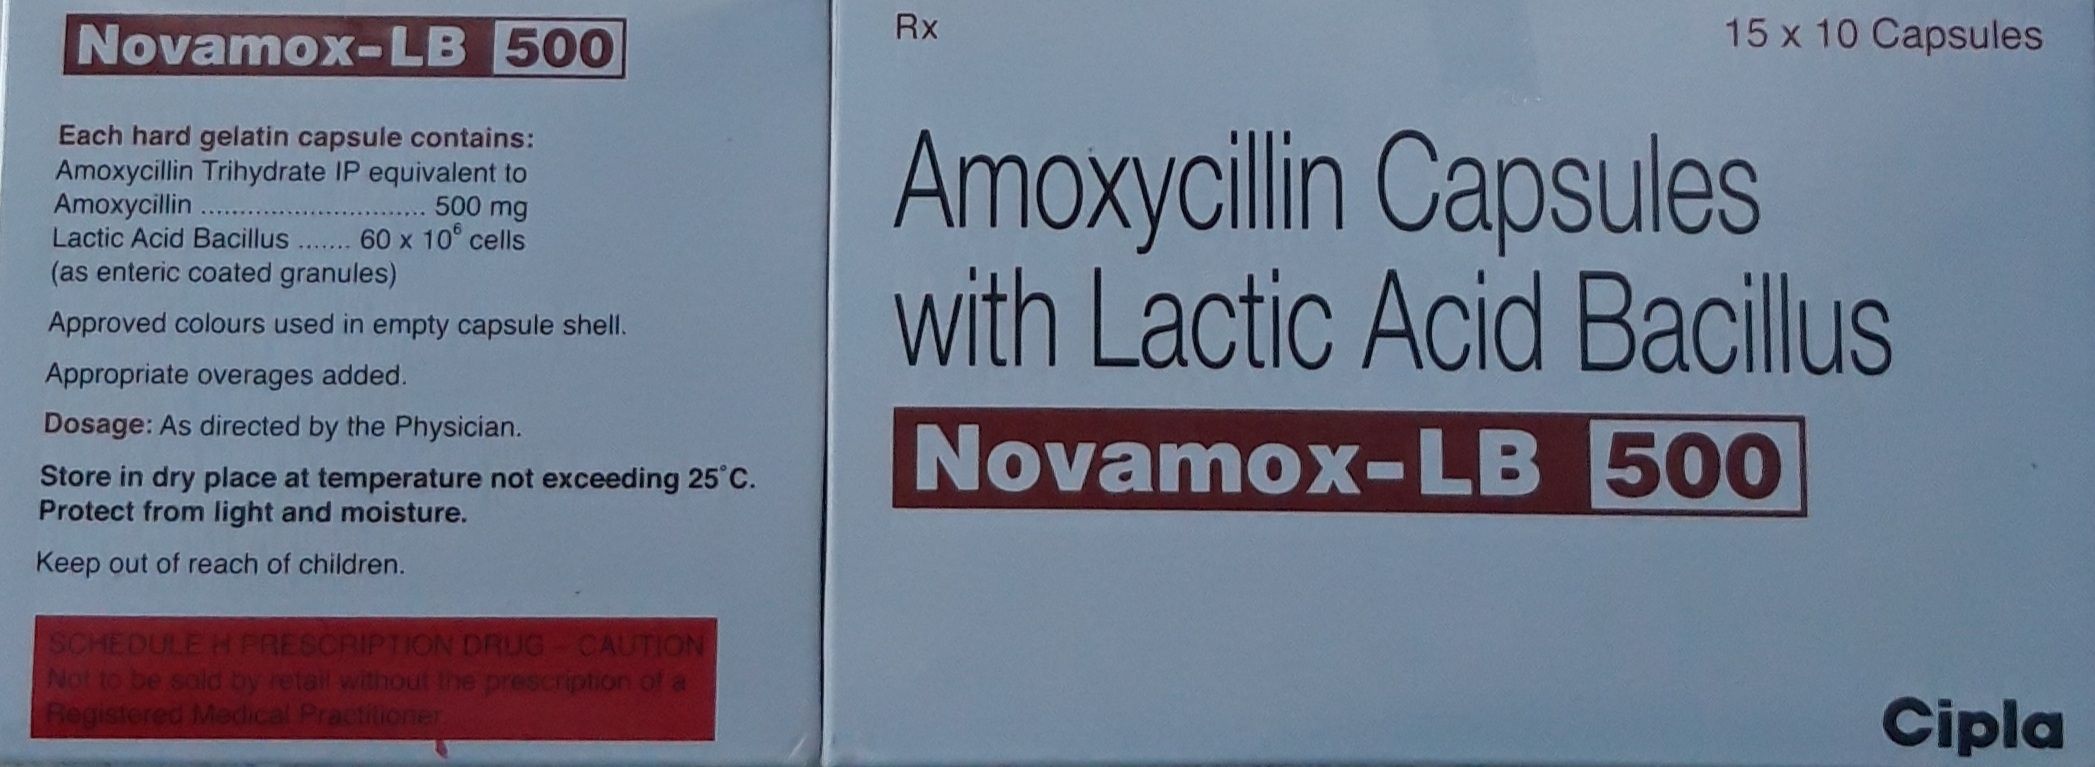 Novamox-LB 500
Each hard gelatin capsule contains:
Amoxycillin Trihydrate IP equivalent to
Amoxycillin ............................. 500 mg
Lactic Acid Bacillus ....... 60 x 10⁶ cells
(as enteric coated granules)
Approved colours used in empty capsule shell.
Appropriate overages added.
Dosage: As directed by the Physician.
Store in dry place at temperature not exceeding 25°C.
Protect from light and moisture.
Keep out of reach of children.
SCHEDULE H PRESCRIPTION DRUG - CAUTION
Not to be sold by retail without the prescription of a
Registered Medical Practitioner.
Rx
15 x 10 Capsules
Amoxycillin Capsules
with Lactic Acid Bacillus
Novamox-LB 500
Cipla